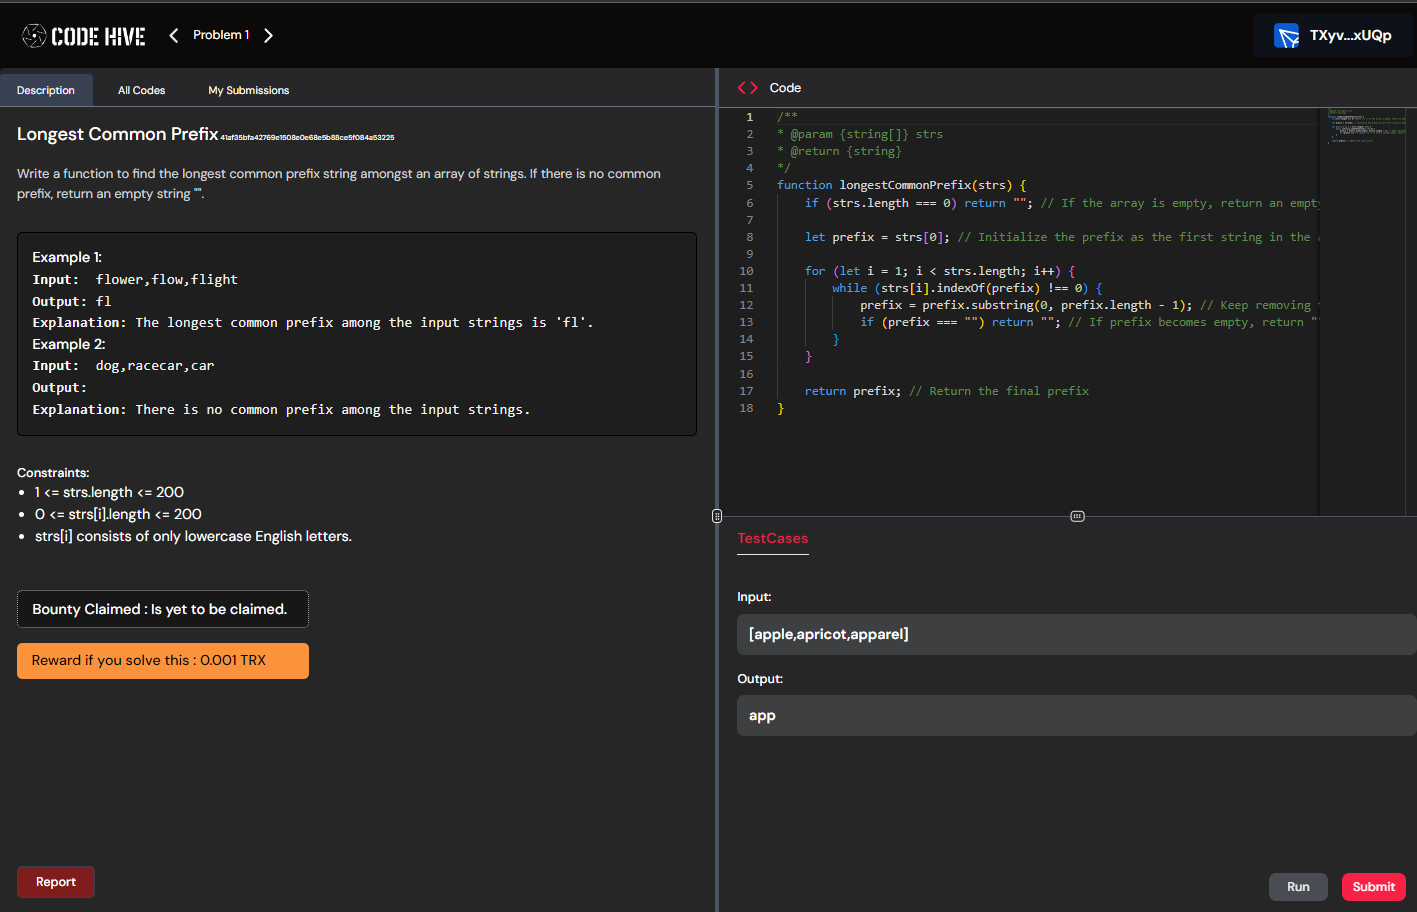 CODE HIVE
Problem 1
TXyv...xUQp
Description
All Codes
My Submissions
Longest Common Prefix 41af35bfa42769e1508e0e68e5b88ce5f084a53225
Write a function to find the longest common prefix string amongst an array of strings. If there is no common
prefix, return an empty string "".
Example 1:
Input: flower,flow,flight
Output: fl
Explanation: The longest common prefix among the input strings is 'fl'.
Example 2:
Input: dog,racecar,car
Output:
Explanation: There is no common prefix among the input strings.
Constraints:
• 1 <= strs.length <= 200
• 0 <= strs[i].length <= 200
• strs[i] consists of only lowercase English letters.
Bounty Claimed : Is yet to be claimed.
Reward if you solve this : 0.001 TRX
Report
<> Code
1 /**
2 * @param {string[]} strs
3 * @return {string}
4 */
5 function longestCommonPrefix(strs) {
6 if (strs.length === 0) return ""; // If the array is empty, return an empty
7
8 let prefix = strs[0]; // Initialize the prefix as the first string in the
9
10 for (let i = 1; i < strs.length; i++) {
11 while (strs[i].indexOf(prefix) !== 0) {
12 prefix = prefix.substring(0, prefix.length - 1); // Keep removing
13 if (prefix === "") return ""; // If prefix becomes empty, return "
14 }
15 }
16
17 return prefix; // Return the final prefix
18 }
TestCases
Input:
[apple,apricot,apparel]
Output:
app
Run
Submit